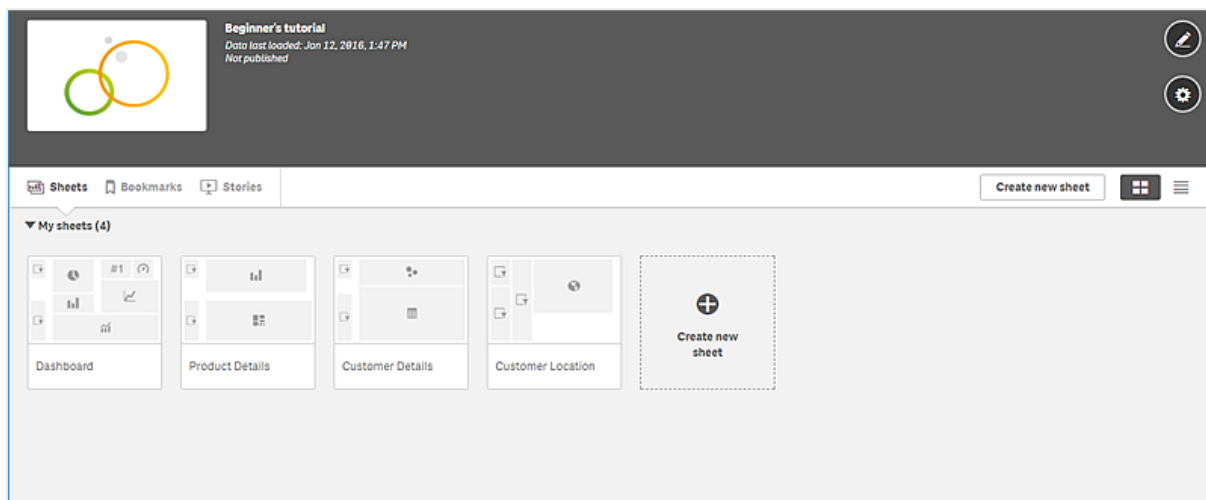 Beginner's tutorial
Data last loaded: Jan 12, 2016, 1:47 PM
Not published
Sheets Bookmarks Stories Create new sheet
My sheets (4)
#1
Dashboard Product Details Customer Details Customer Location Create new
sheet